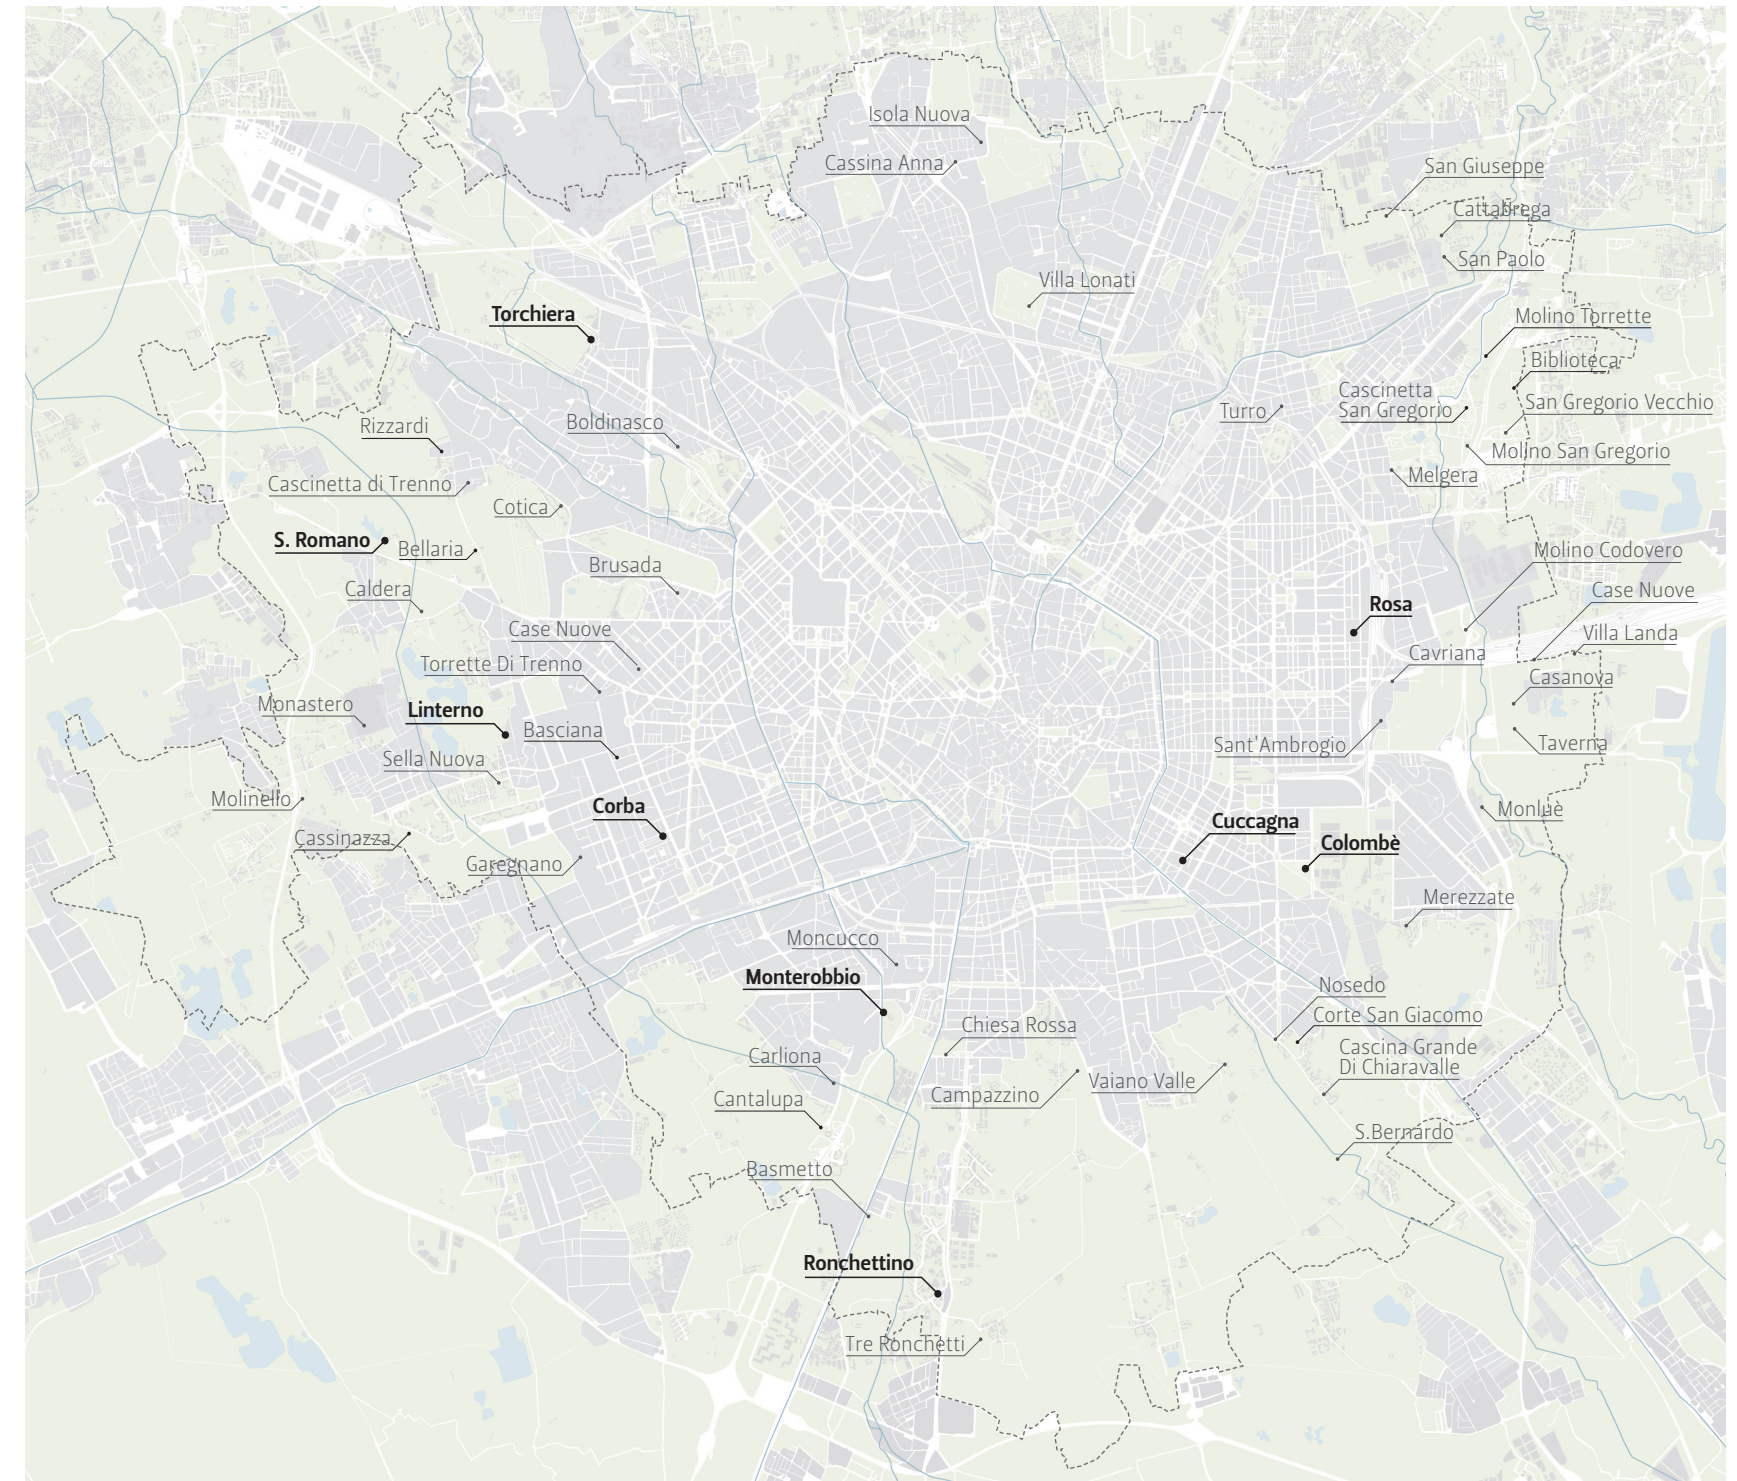 Isola Nuova
Cassina Anna
San Giuseppe
Cattabrega
San Paolo
Villa Lonati
Torchiera
Molino Torrette
Biblioteca
Cascinetta
San Gregorio
San Gregorio Vecchio
Turro
Rizzardi
Boldinasco
Molino San Gregorio
Melgera
Cascinetta di Trenno
Cotica
S. Romano
Bellaria
Molino Codovero
Brusada
Caldera
Case Nuove
Rosa
Case Nuove
Villa Landa
Cavriana
Torrette Di Trenno
Casanova
Monastero
Linterno
Basciana
Sant'Ambrogio
Taverna
Sella Nuova
Molinello
Corba
Monluè
Cuccagna
Cassinazza
Colombè
Garegnano
Merezzate
Moncucco
Monterobbio
Nosedo
Corte San Giacomo
Chiesa Rossa
Cascina Grande
Di Chiaravalle
Carliona
Vaiano Valle
Campazzino
Cantalupa
S.Bernardo
Basmetto
Ronchettino
Tre Ronchetti